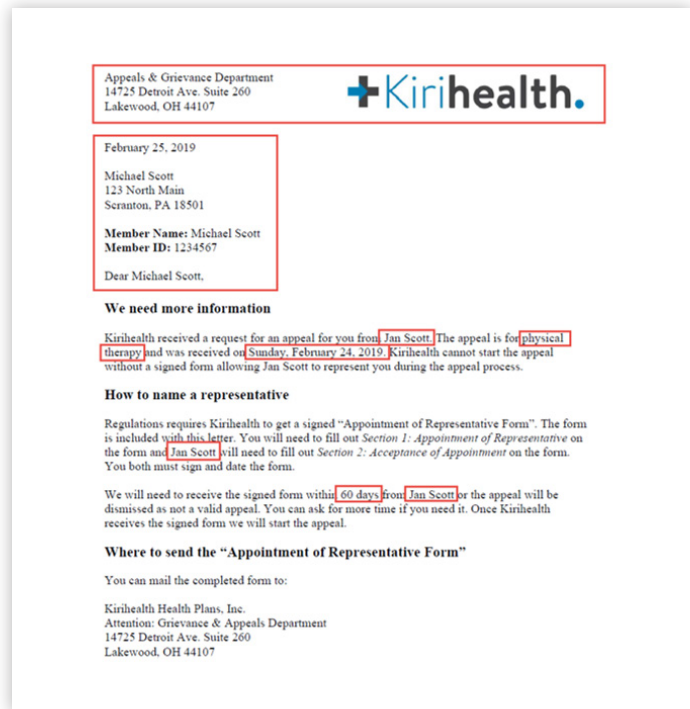 Appeals & Grievance Department
14725 Detroit Ave. Suite 260
Lakewood, OH 44107
Kirihealth.
February 25, 2019
Michael Scott
123 North Main
Scranton, PA 18501
Member Name: Michael Scott
Member ID: 1234567
Dear Michael Scott,
We need more information
Kirihealth received a request for an appeal for you from Jan Scott. The appeal is for physical
therapy and was received on Sunday, February 24, 2019. Kirihealth cannot start the appeal
without a signed form allowing Jan Scott to represent you during the appeal process.
How to name a representative
Regulations requires Kirihealth to get a signed “Appointment of Representative Form”. The form
is included with this letter. You will need to fill out Section 1: Appointment of Representative on
the form and Jan Scott will need to fill out Section 2: Acceptance of Appointment on the form.
You both must sign and date the form.
We will need to receive the signed form within 60 days from Jan Scott or the appeal will be
dismissed as not a valid appeal. You can ask for more time if you need it. Once Kirihealth
receives the signed form we will start the appeal.
Where to send the “Appointment of Representative Form”
You can mail the completed form to:
Kirihealth Health Plans, Inc.
Attention: Grievance & Appeals Department
14725 Detroit Ave. Suite 260
Lakewood, OH 44107